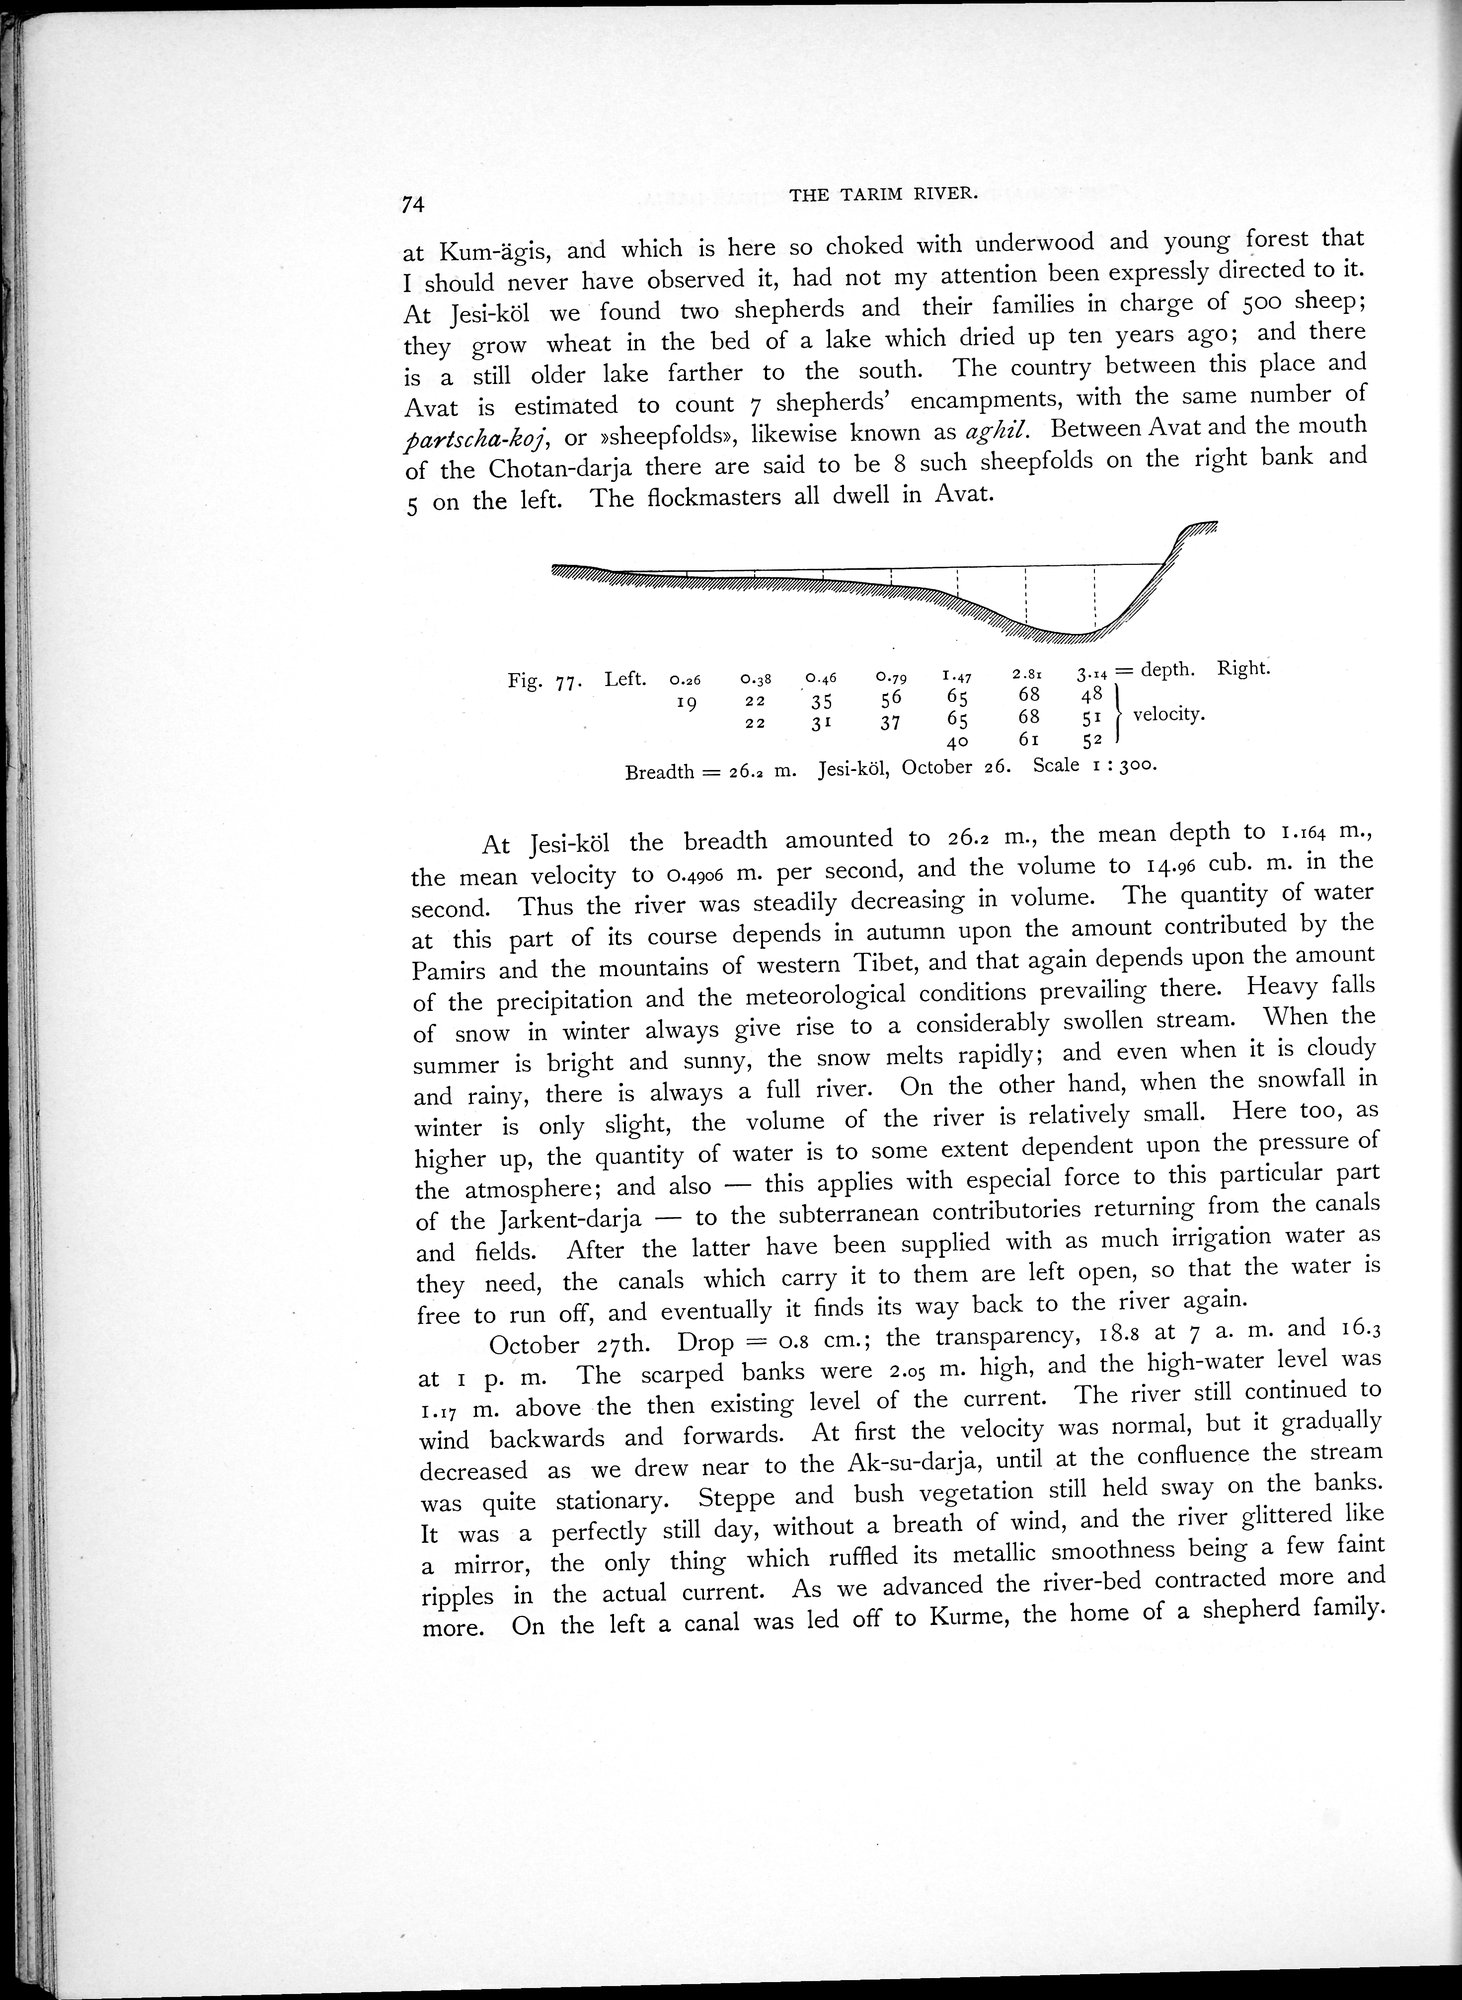 74
THE TARIM RIVER.
at Kum-ägis, and which is here so choked with underwood and young forest that
I should never have observed it, had not my attention been expressly directed to it.
At Jesi-köl we found two shepherds and their families in charge of 500 sheep;
they grow wheat in the bed of a lake which dried up ten years ago; and there
is a still older lake farther to the south. The country between this place and
Avat is estimated to count 7 shepherds' encampments, with the same number of
partscha-koj, or »sheepfolds», likewise known as aghil. Between Avat and the mouth
of the Chotan-darja there are said to be 8 such sheepfolds on the right bank and
5 on the left. The flockmasters all dwell in Avat.
Fig. 77. Left. 0.26 0.38 0.46 0.79 1.47 2.81 3.14 = depth. Right.
19 22 35 56 65 68 48
22 31 37 65 68 51 } velocity.
40 61 52
Breadth = 26.2 m. Jesi-köl, October 26. Scale 1 : 300.
At Jesi-köl the breadth amounted to 26.2 m., the mean depth to 1.164 m.,
the mean velocity to 0.4906 m. per second, and the volume to 14.96 cub. m. in the
second. Thus the river was steadily decreasing in volume. The quantity of water
at this part of its course depends in autumn upon the amount contributed by the
Pamirs and the mountains of western Tibet, and that again depends upon the amount
of the precipitation and the meteorological conditions prevailing there. Heavy falls
of snow in winter always give rise to a considerably swollen stream. When the
summer is bright and sunny, the snow melts rapidly; and even when it is cloudy
and rainy, there is always a full river. On the other hand, when the snowfall in
winter is only slight, the volume of the river is relatively small. Here too, as
higher up, the quantity of water is to some extent dependent upon the pressure of
the atmosphere; and also — this applies with especial force to this particular part
of the Jarkent-darja — to the subterranean contributories returning from the canals
and fields. After the latter have been supplied with as much irrigation water as
they need, the canals which carry it to them are left open, so that the water is
free to run off, and eventually it finds its way back to the river again.
October 27th. Drop = 0.8 cm.; the transparency, 18.8 at 7 a. m. and 16.3
at 1 p. m. The scarped banks were 2.05 m. high, and the high-water level was
1.17 m. above the then existing level of the current. The river still continued to
wind backwards and forwards. At first the velocity was normal, but it gradually
decreased as we drew near to the Ak-su-darja, until at the confluence the stream
was quite stationary. Steppe and bush vegetation still held sway on the banks.
It was a perfectly still day, without a breath of wind, and the river glittered like
a mirror, the only thing which ruffled its metallic smoothness being a few faint
ripples in the actual current. As we advanced the river-bed contracted more and
more. On the left a canal was led off to Kurme, the home of a shepherd family.